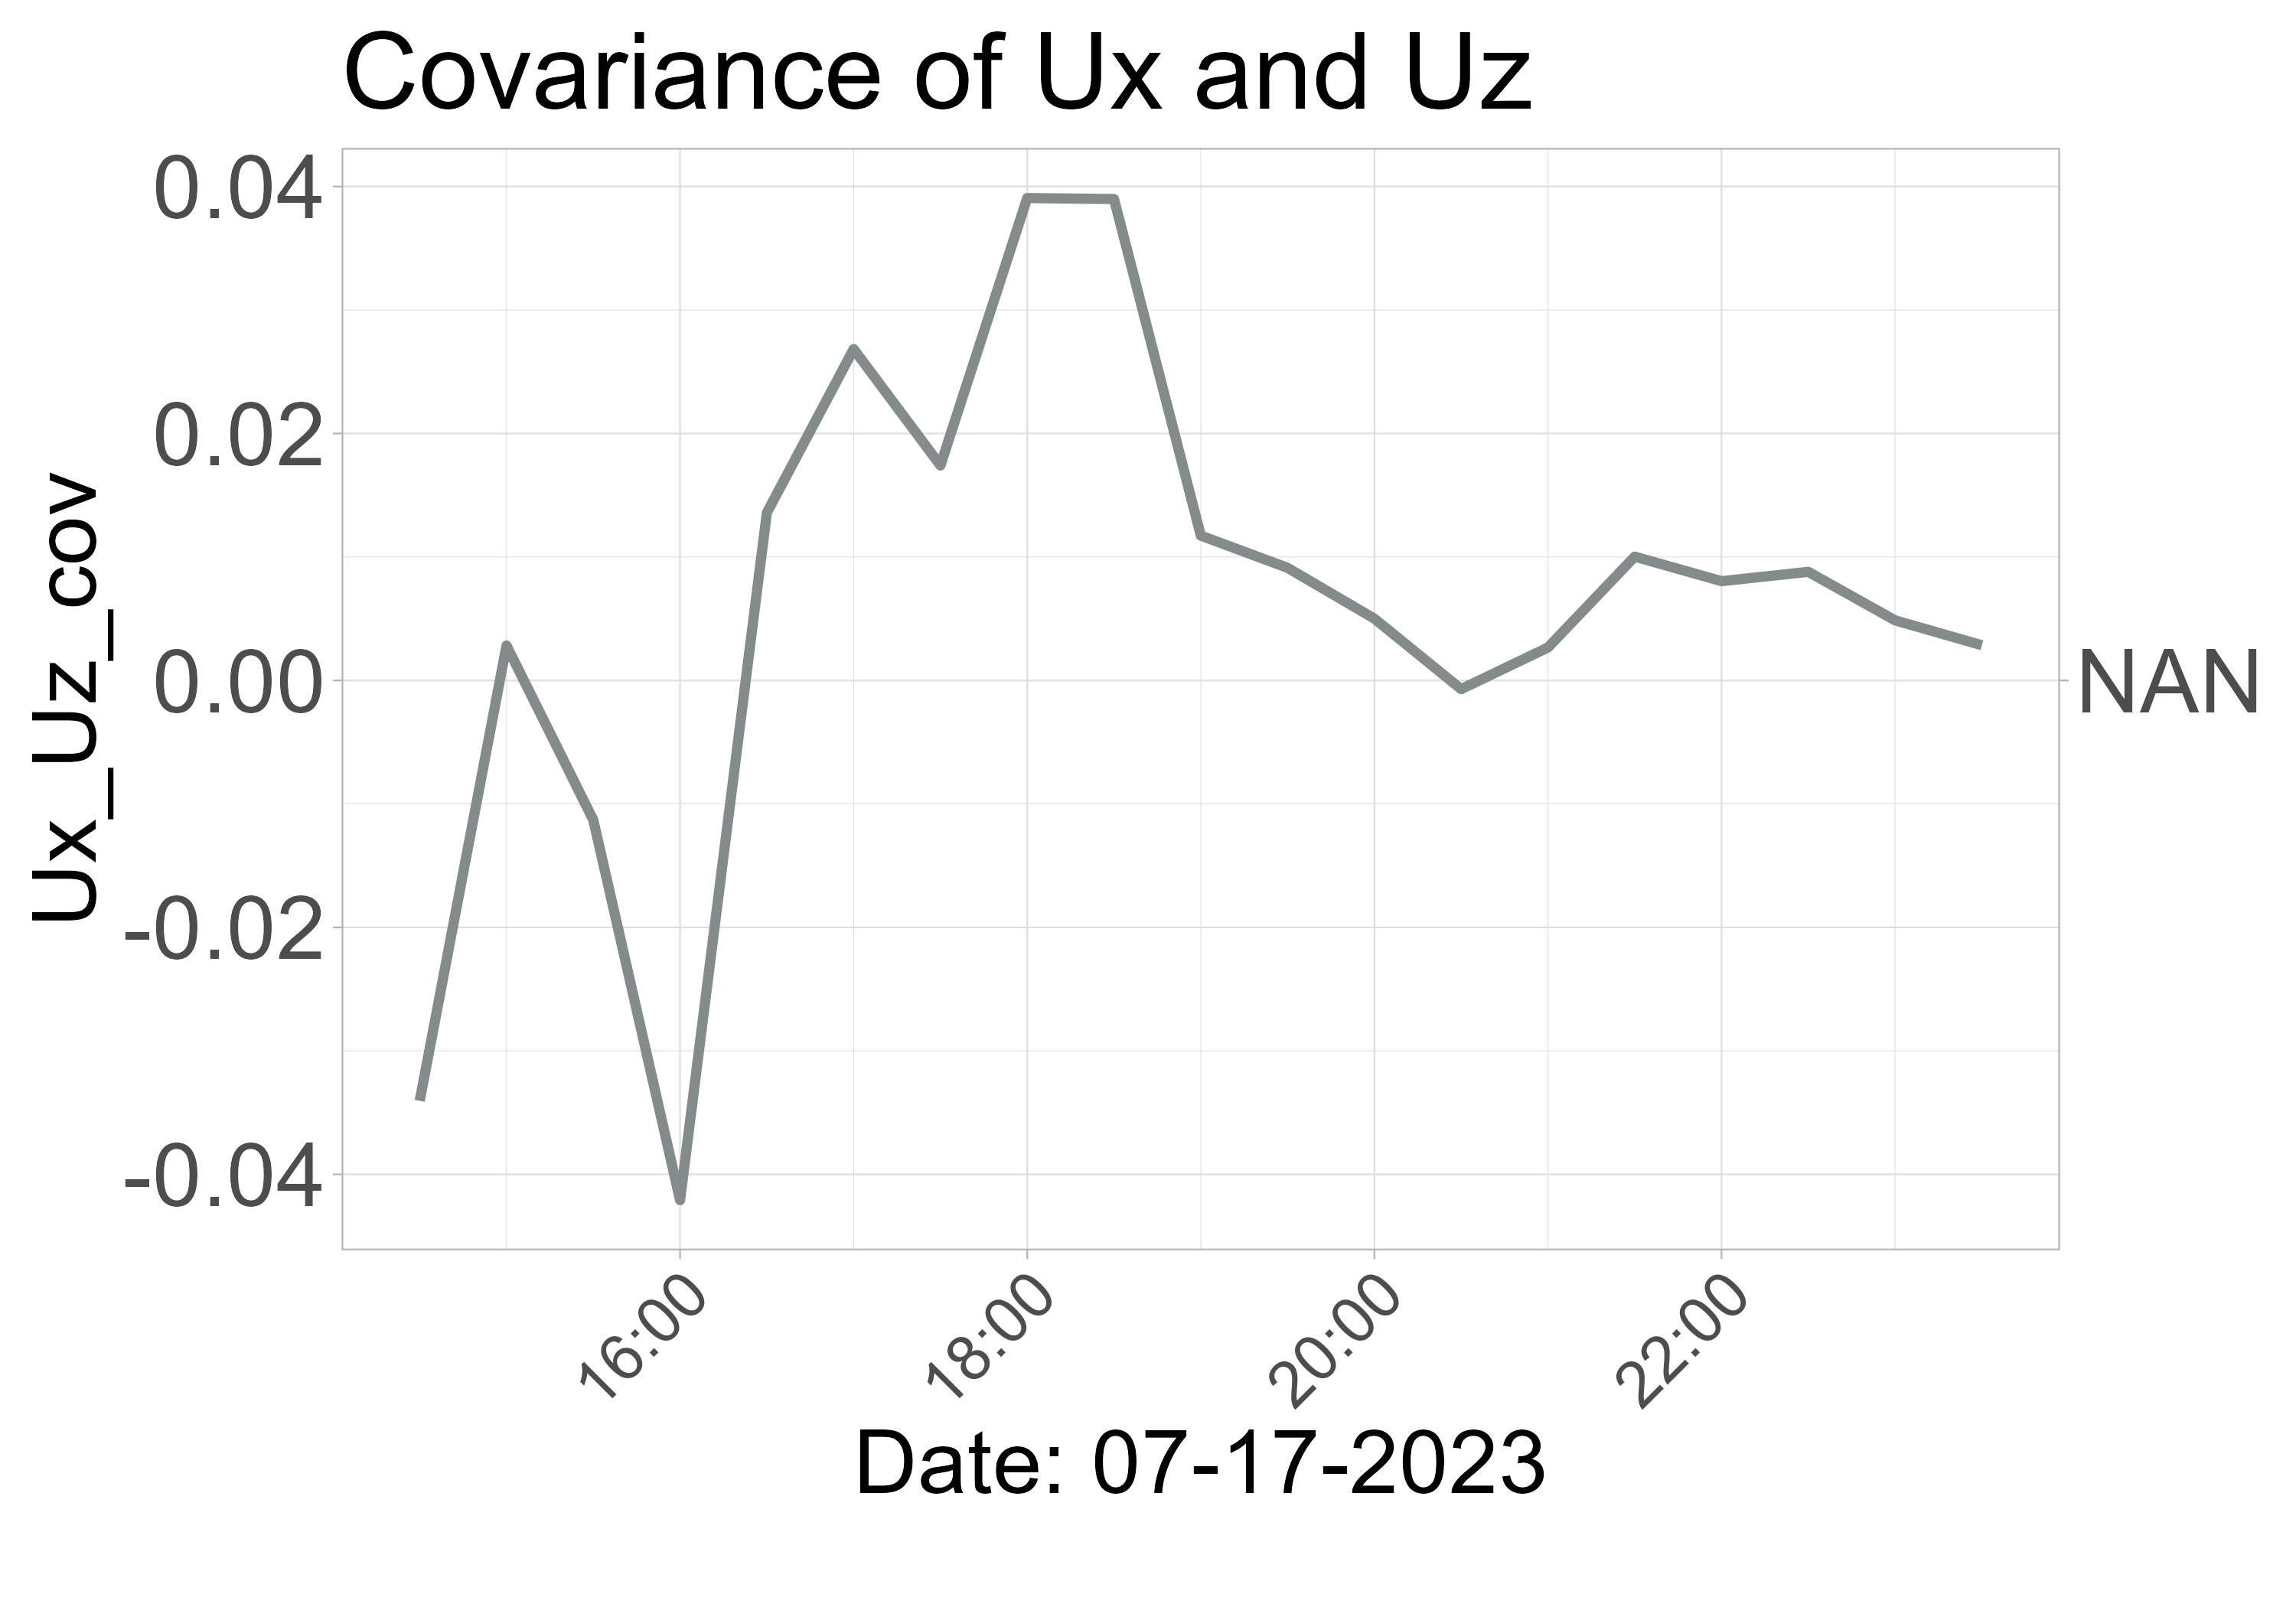 Covariance of Ux and Uz
Ux_Uz_cov
0.04
0.02
0.00
-0.02
-0.04
NAN
16:00
18:00
20:00
22:00
Date: 07-17-2023